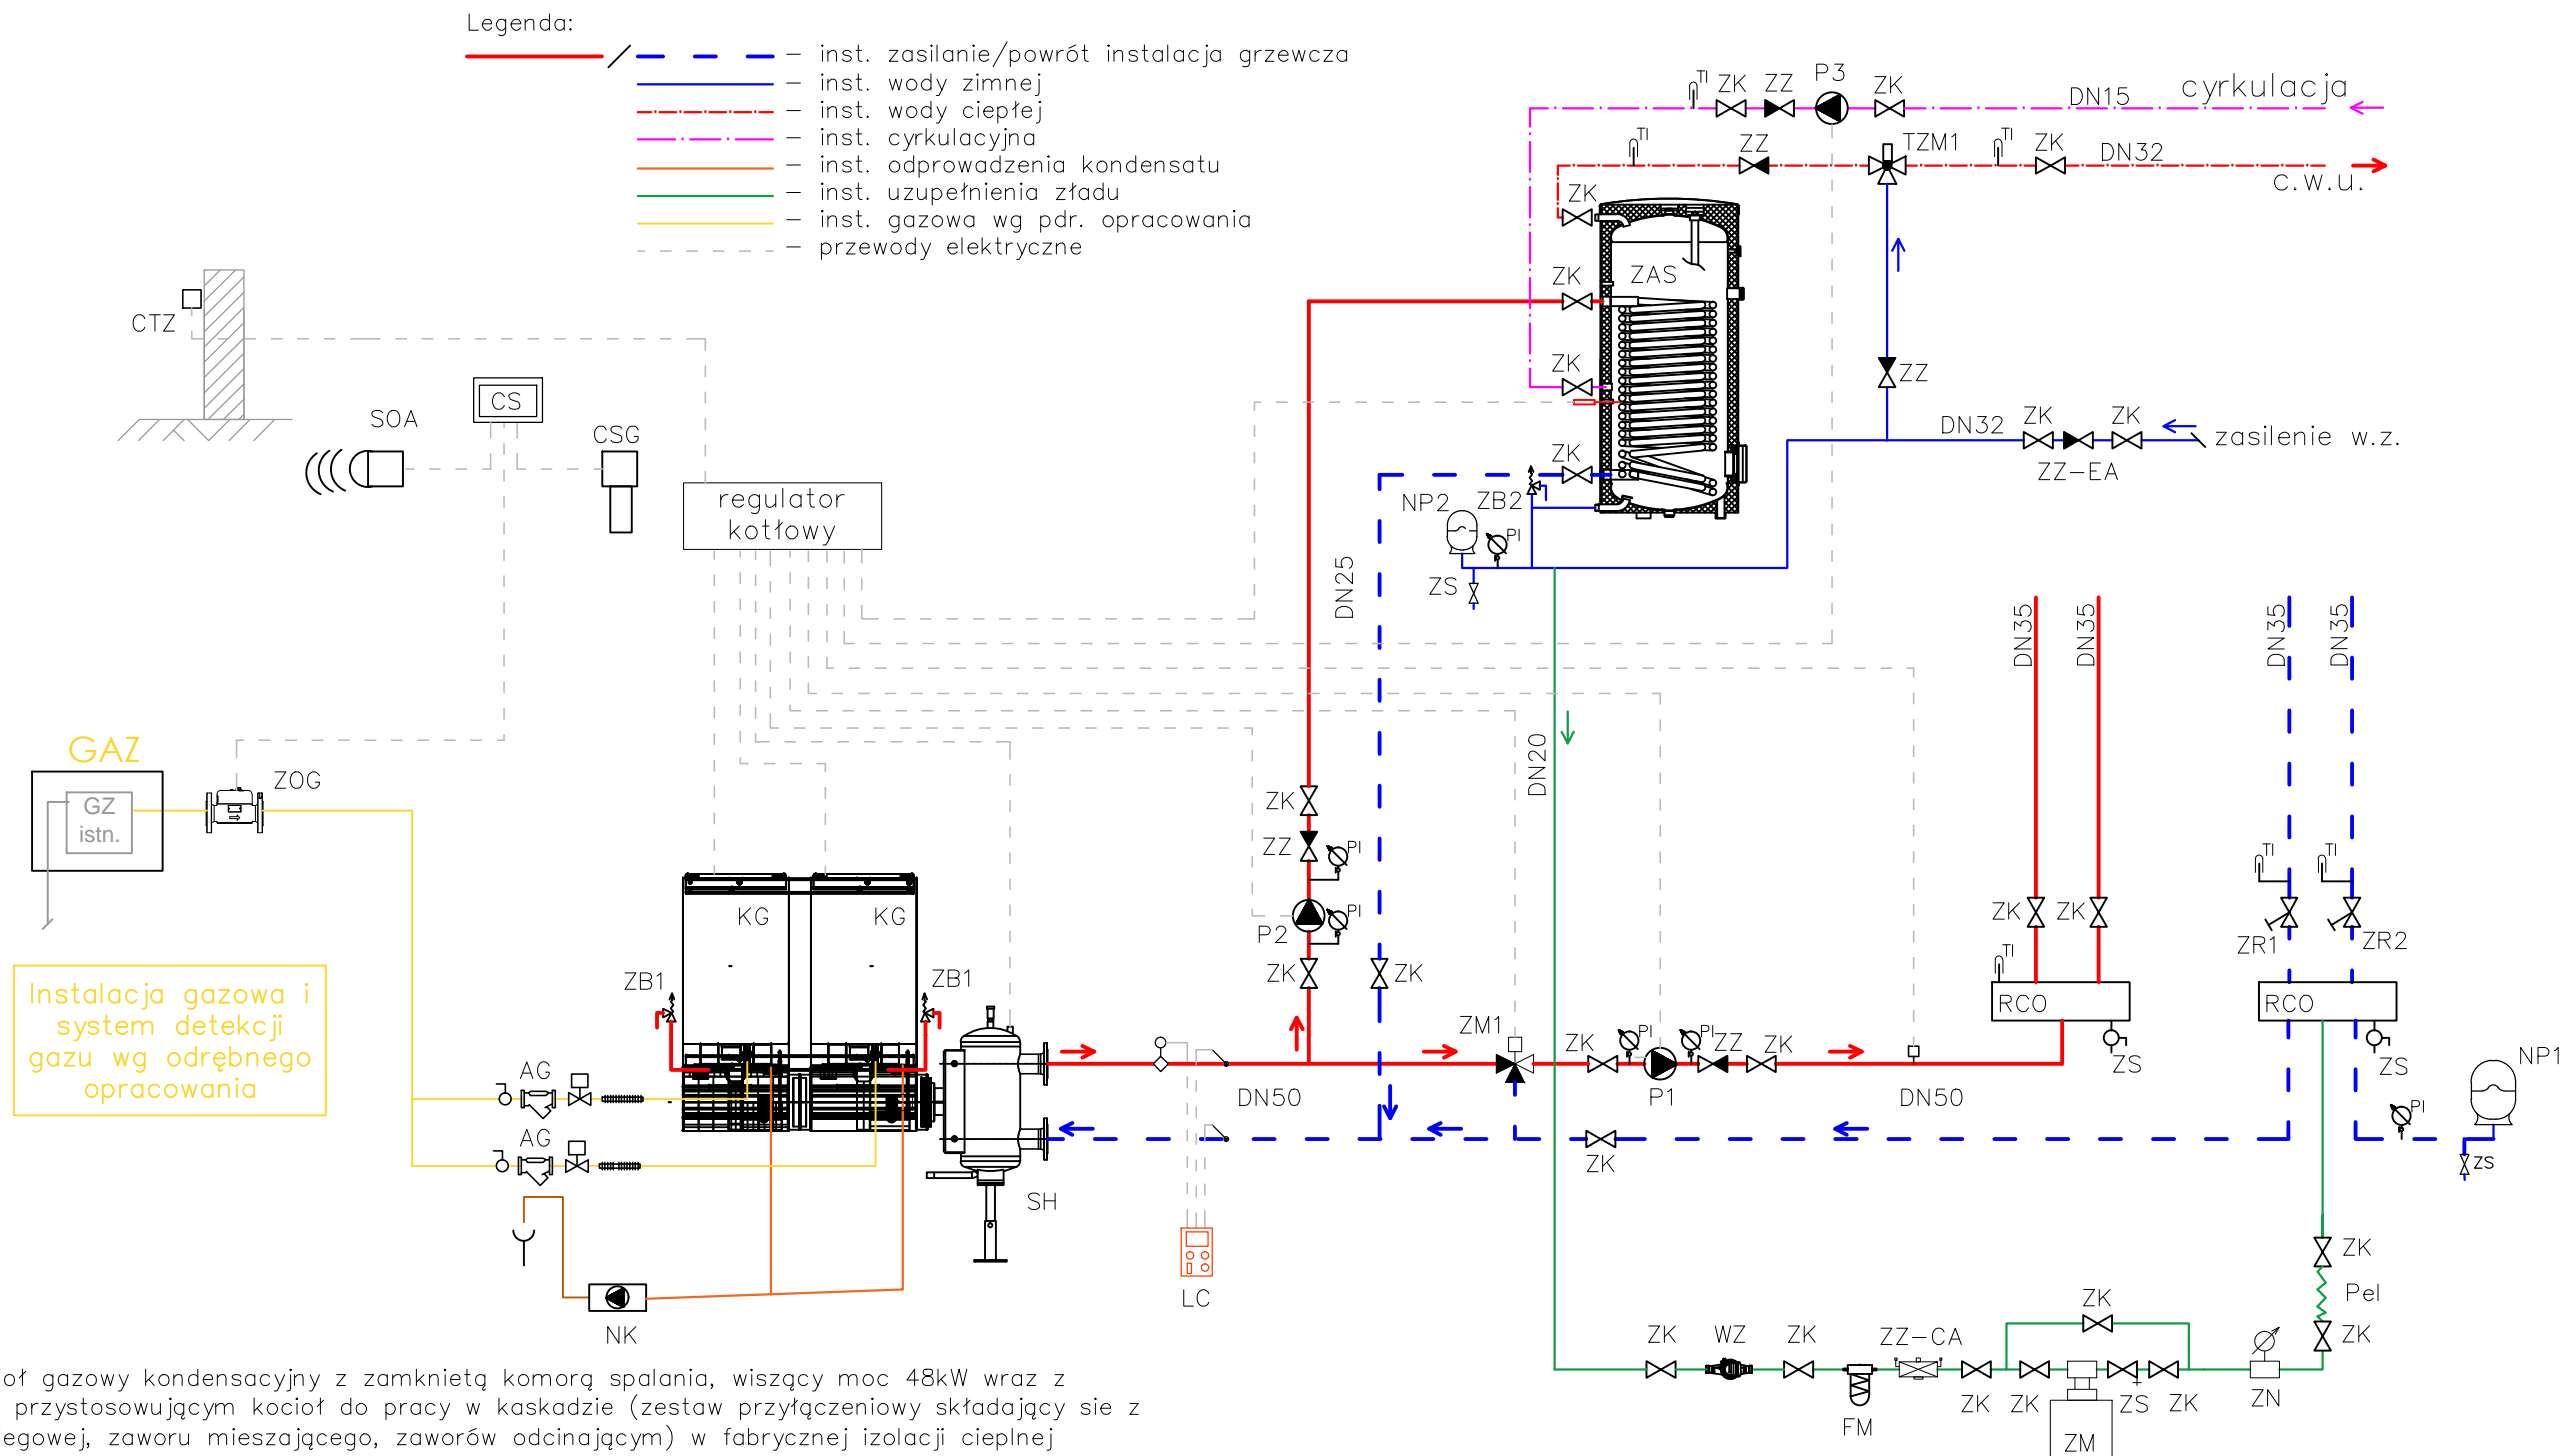 Legenda:
– inst. zasilanie/powrót instalacja grzewcza
– inst. wody zimnej
– inst. wody ciepłej
– inst. cyrkulacyjna
– inst. odprowadzenia kondensatu
– inst. uzupełnienia zładu
– inst. gazowa wg pdr. opracowania
– przewody elektryczne
TI
ZK
ZZ
P3
ZK
DN15
cyrkulacja
TI
ZZ
TZM1
TI
ZK
DN32
c.w.u.
ZK
ZK
ZAS
ZK
ZK
ZZ
DN32
ZK
ZK
zasilenie w.z.
ZZ-EA
CTZ
CS
SOA
CSG
regulator
kotłowy
NP2
ZB2
PI
ZS
DN25
DN20
DN35
DN35
DN35
DN35
GAZ
GZ
istn.
ZOG
Instalacja gazowa i
system detekcji
gazu wg odrębnego
opracowania
KG
KG
ZB1
ZB1
AG
AG
NK
SH
LC
ZK
ZZ
PI
PI
P2
ZK
ZK
DN50
ZM1
ZK
PI
P1
PI
ZZ
ZK
DN50
ZK
ZK
ZK
TI
RCO
ZS
TI
TI
ZR1
ZR2
RCO
ZS
PI
NP1
ZS
ZK
Pel
ZK
ZK
WZ
ZK
FM
ZZ-CA
ZK
ZK
ZK
ZS
ZK
ZN
ZM
oł gazowy kondensacyjny z zamknietą komorą spalania, wiszący moc 48kW wraz z
przystosowującym kocioł do pracy w kaskadzie (zestaw przyłączeniowy składający sie z
egowej, zaworu mieszającego, zaworów odcinającym) w fabrycznej izolacji cieplnej